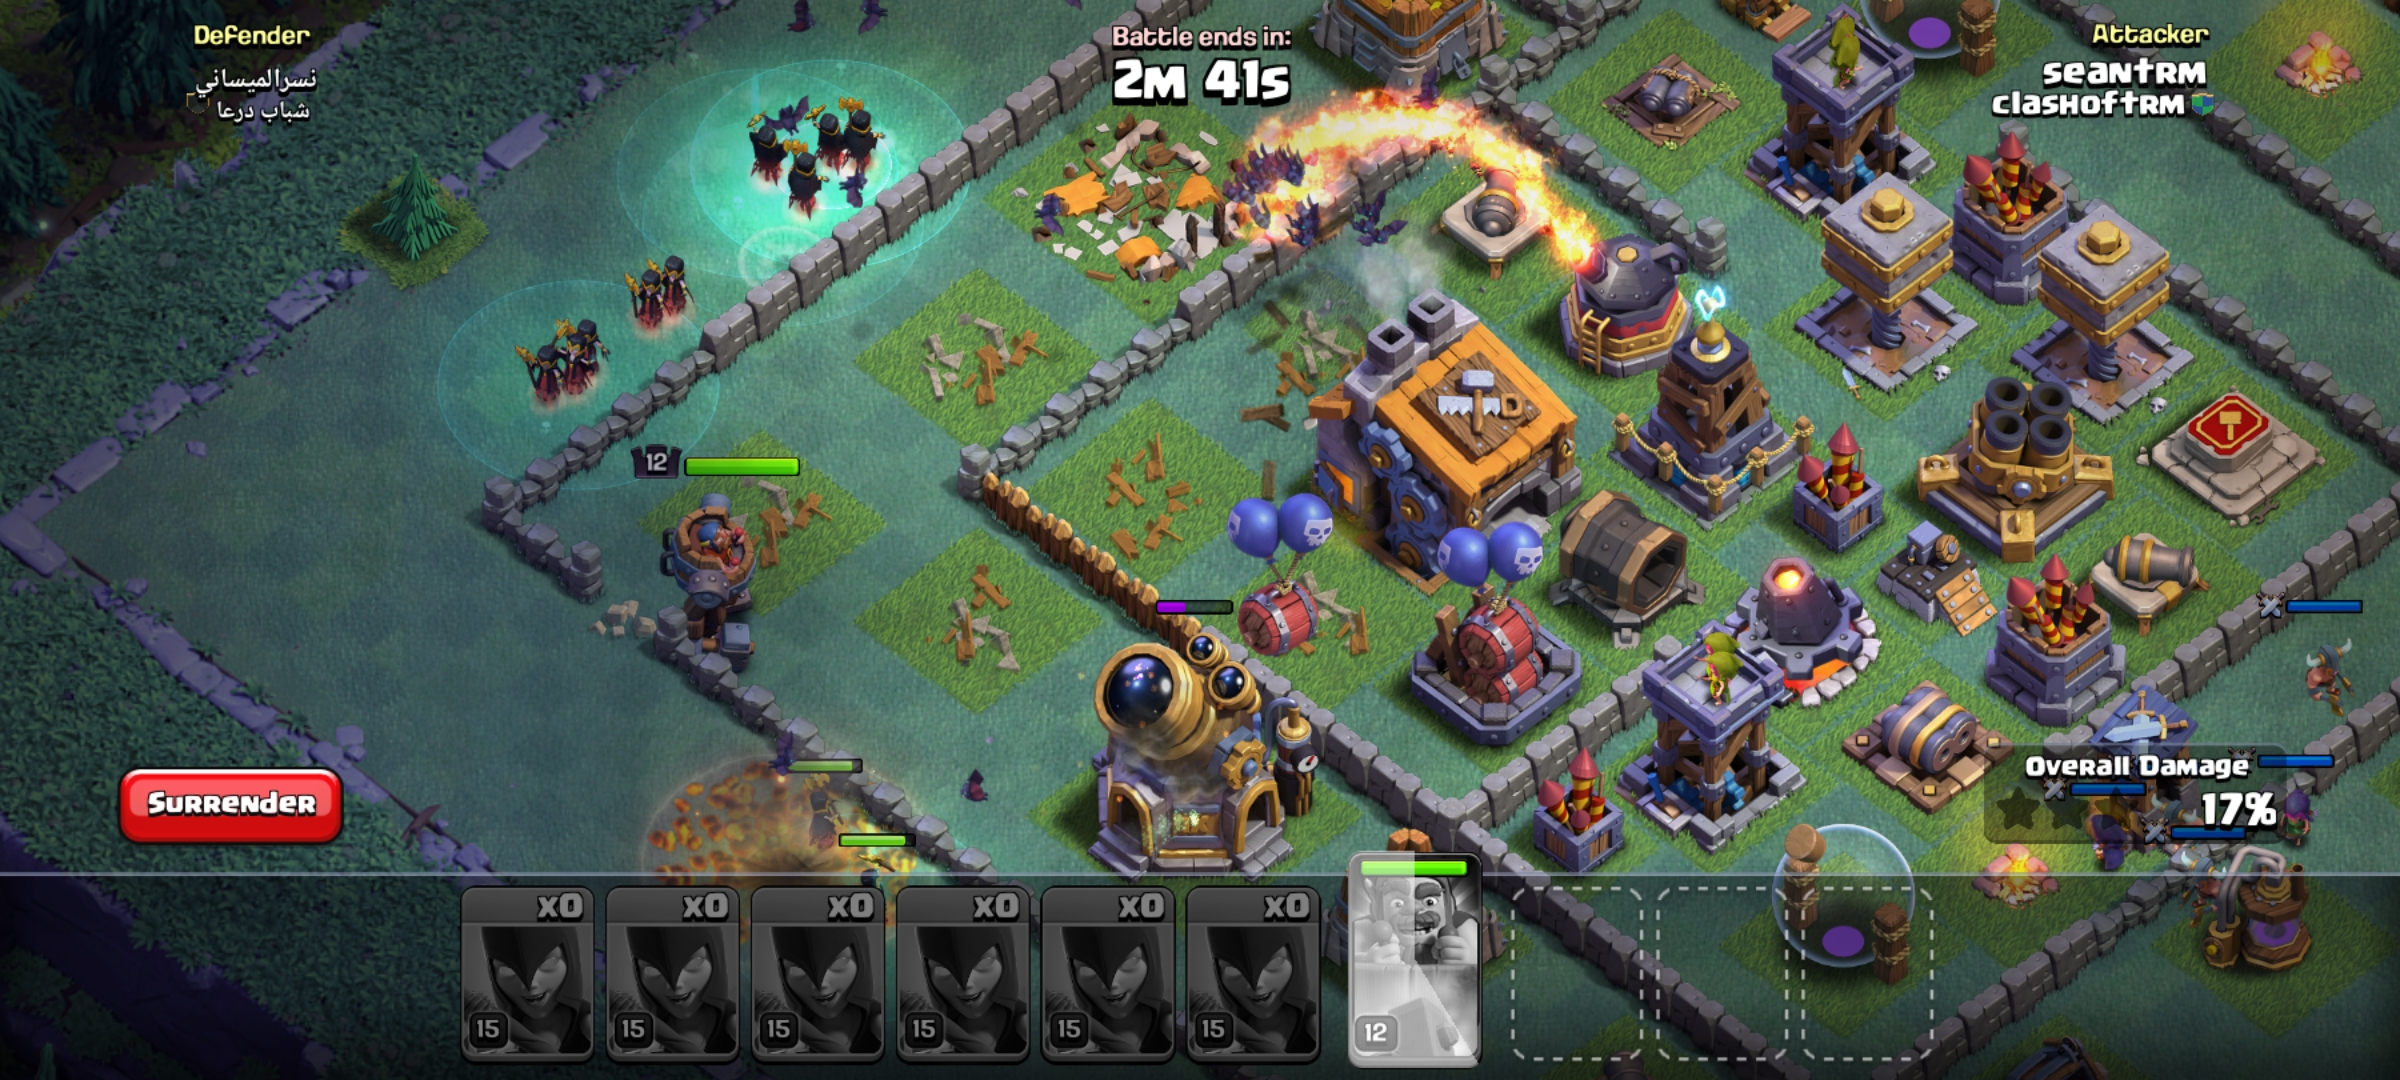 Defender
نسرالميساني
شباب درعا
Battle ends in:
2M 41s
Attacker
seantRM
clashoftRM
12
Surrender
Overall Damage
17%
x0
x0
x0
x0
x0
x0
15
15
15
15
15
15
12